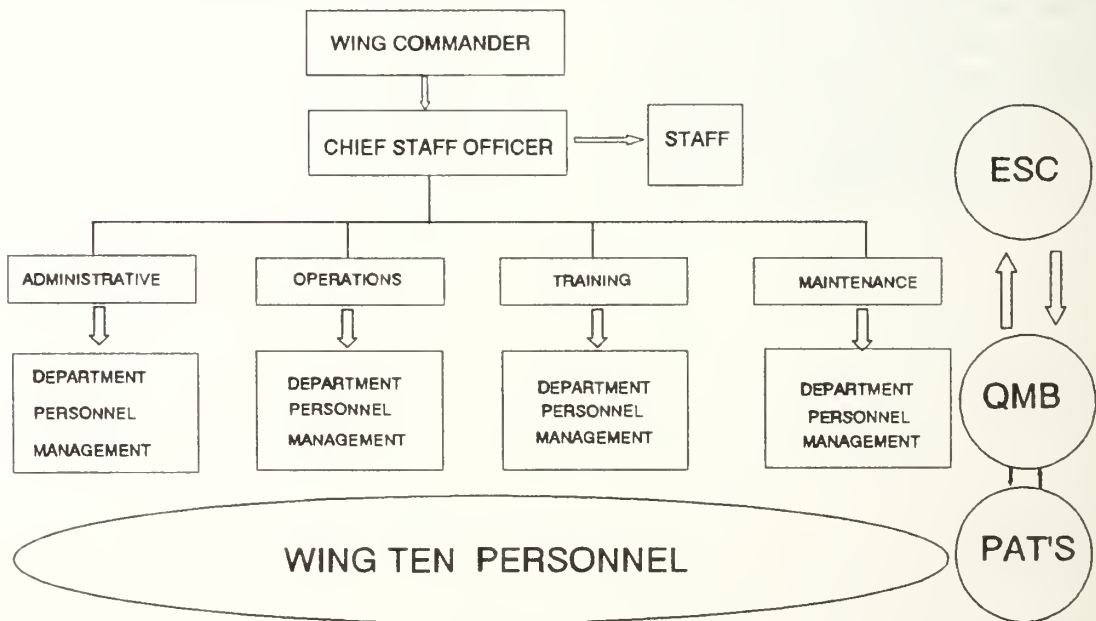 WING COMMANDER
CHIEF STAFF OFFICER
STAFF
ESC
ADMINISTRATIVE
OPERATIONS
TRAINING
MAINTENANCE
DEPARTMENT
PERSONNEL
MANAGEMENT
DEPARTMENT
PERSONNEL
MANAGEMENT
DEPARTMENT
PERSONNEL
MANAGEMENT
DEPARTMENT
PERSONNEL
MANAGEMENT
QMB
WING TEN PERSONNEL
PAT'S